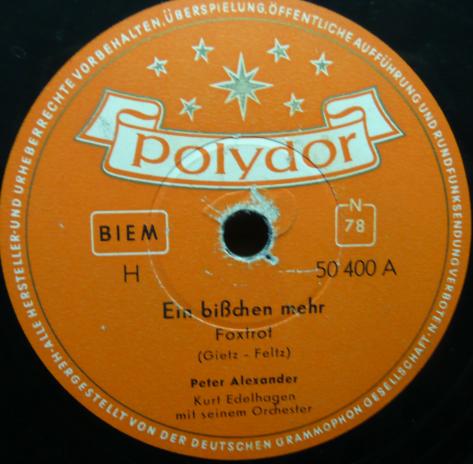 ALLE HERSTELLER-UND URHEBERRECHTE VORBEHALTEN, ÜBERSPIELUNG, ÖFFENTLICHE AUFFÜHRUNG UND RUNDFUNKSENDUNG VERBOTEN!
polydor
BIEM
N
78
H
50 400 A
Ein bißchen mehr
Foxtrot
(Gietz - Feltz)
Peter Alexander
Kurt Edelhagen
mit seinem Orchester
HERGESTELLT VON DER DEUTSCHEN GRAMMOPHON GESELLSCHAFT